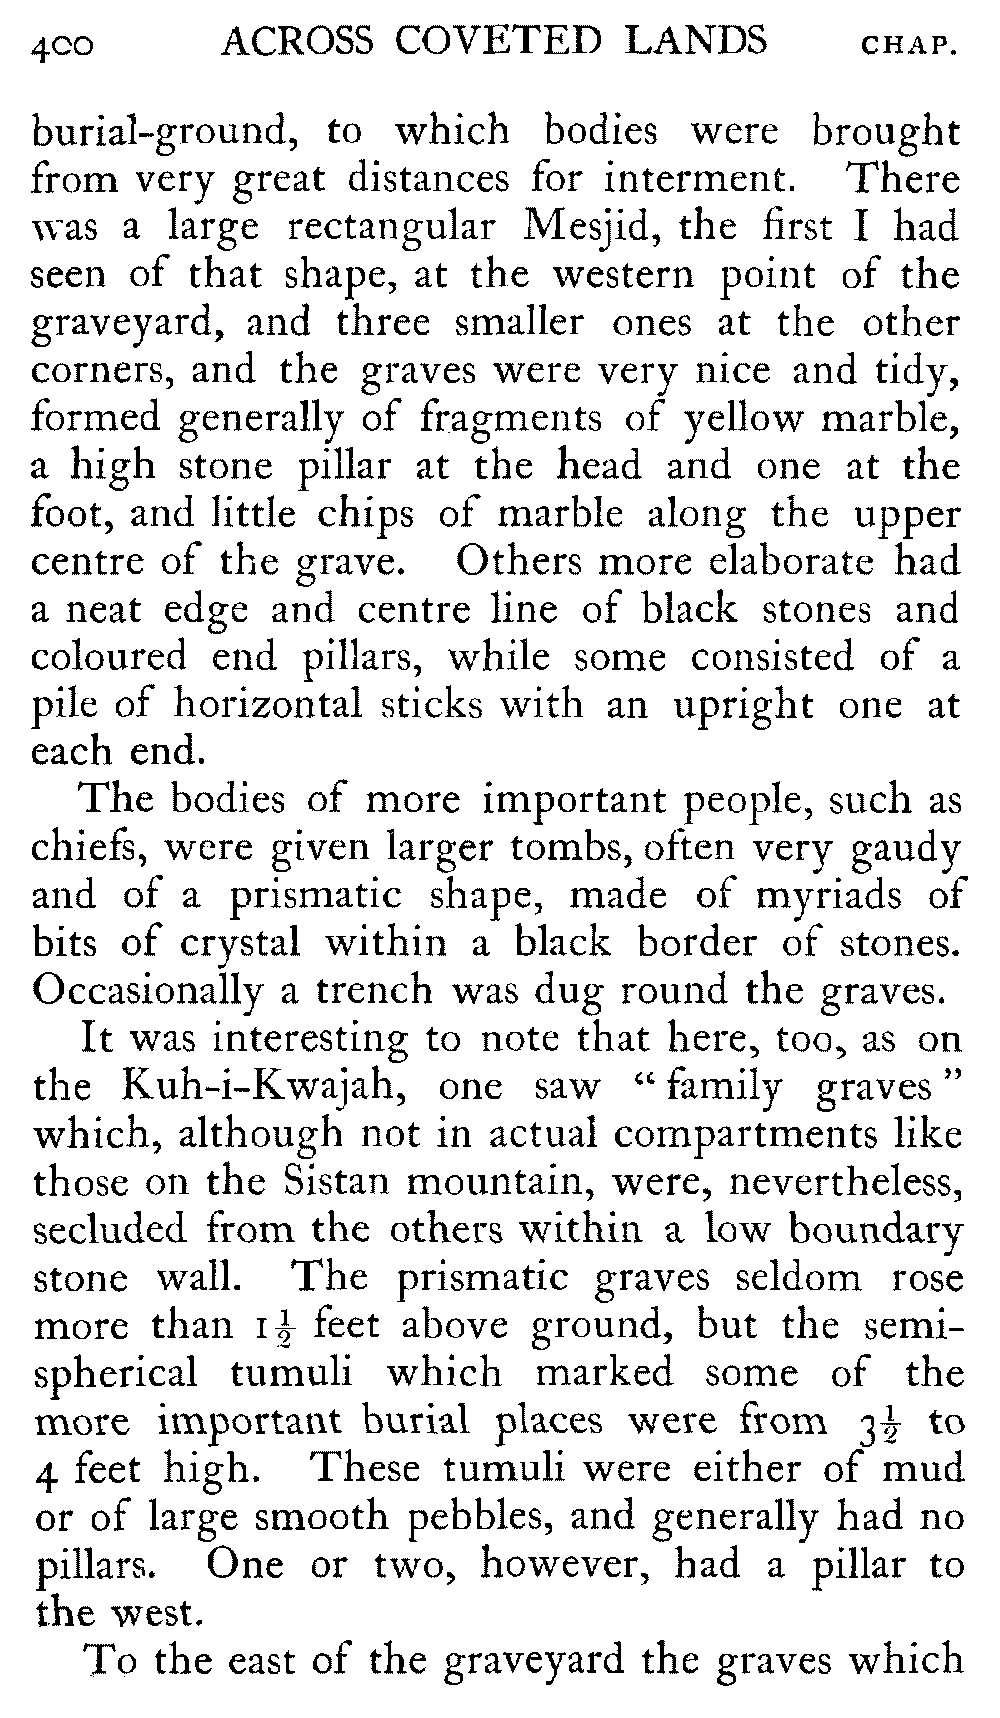 400 ACROSS COVETED LANDS CHAP.
burial-ground, to which bodies were brought
from very great distances for interment. There
was a large rectangular Mesjid, the first I had
seen of that shape, at the western point of the
graveyard, and three smaller ones at the other
corners, and the graves were very nice and tidy,
formed generally of fragments of yellow marble,
a high stone pillar at the head and one at the
foot, and little chips of marble along the upper
centre of the grave. Others more elaborate had
a neat edge and centre line of black stones and
coloured end pillars, while some consisted of a
pile of horizontal sticks with an upright one at
each end.
The bodies of more important people, such as
chiefs, were given larger tombs, often very gaudy
and of a prismatic shape, made of myriads of
bits of crystal within a black border of stones.
Occasionally a trench was dug round the graves.
It was interesting to note that here, too, as on
the Kuh-i-Kwajah, one saw “family graves”
which, although not in actual compartments like
those on the Sistan mountain, were, nevertheless,
secluded from the others within a low boundary
stone wall. The prismatic graves seldom rose
more than 1½ feet above ground, but the semi-
spherical tumuli which marked some of the
more important burial places were from 3½ to
4 feet high. These tumuli were either of mud
or of large smooth pebbles, and generally had no
pillars. One or two, however, had a pillar to
the west.
To the east of the graveyard the graves which